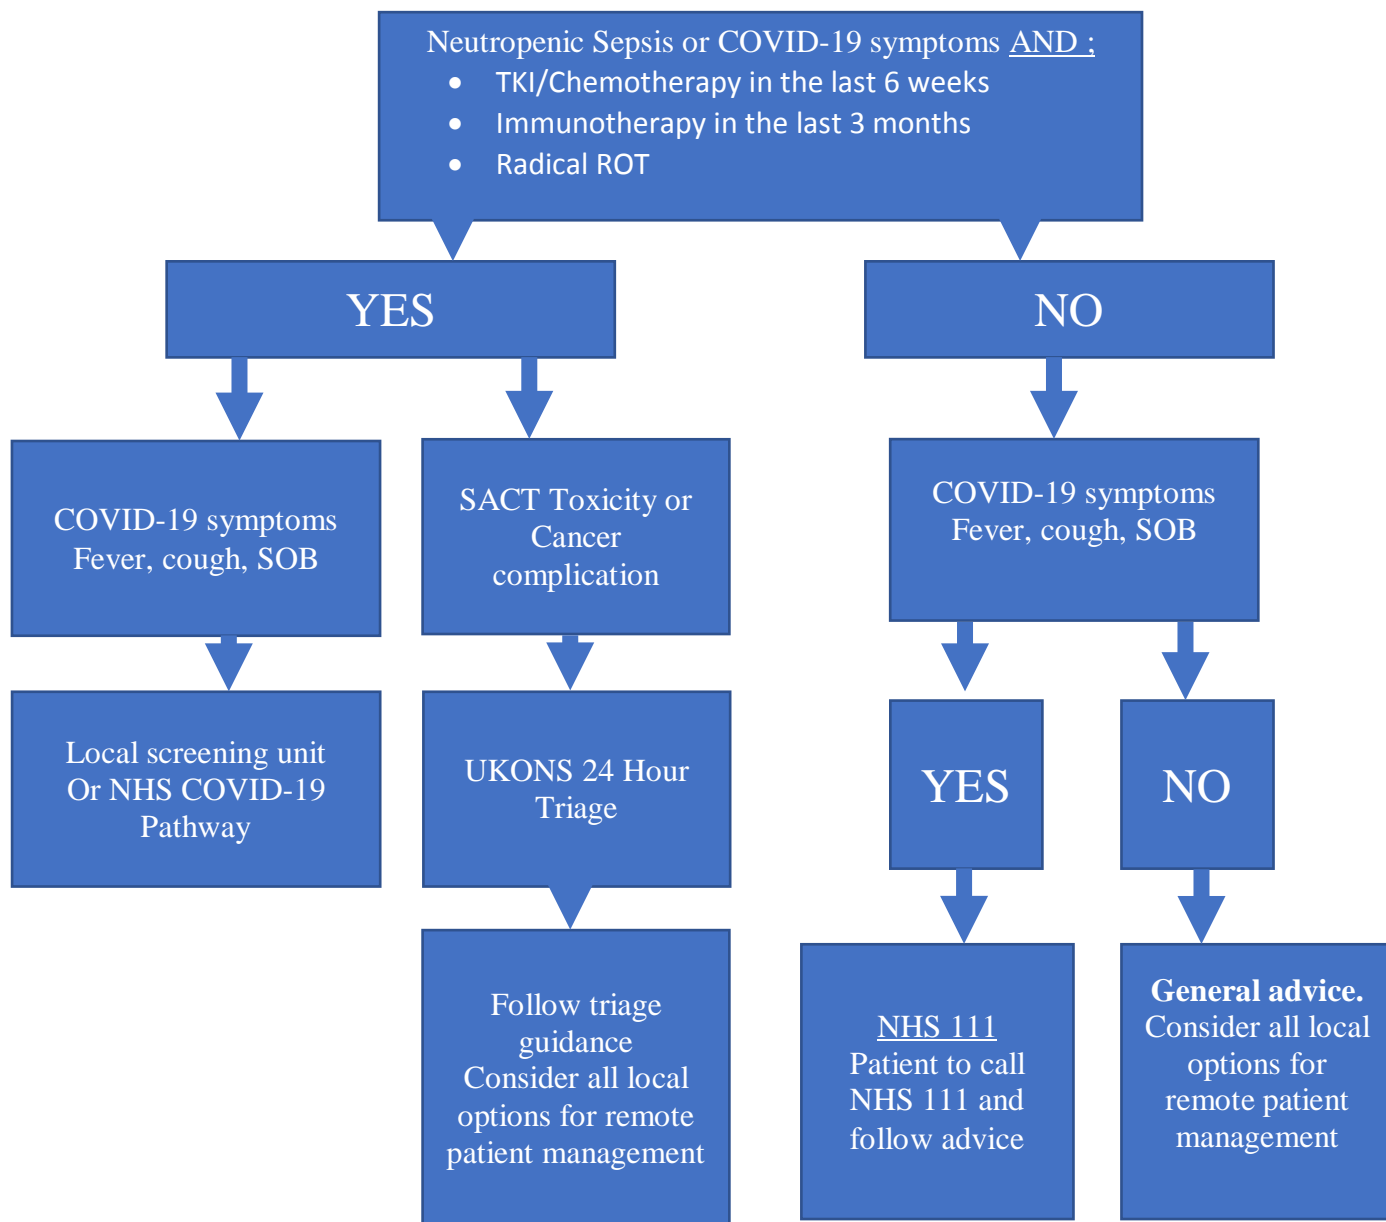 Neutropenic Sepsis or COVID-19 symptoms AND ;
• TKI/Chemotherapy in the last 6 weeks
• Immunotherapy in the last 3 months
• Radical ROT
YES
NO
COVID-19 symptoms
Fever, cough, SOB
SACT Toxicity or
Cancer
complication
COVID-19 symptoms
Fever, cough, SOB
Local screening unit
Or NHS COVID-19
Pathway
UKONS 24 Hour
Triage
YES
NO
Follow triage
guidance
Consider all local
options for remote
patient management
NHS 111
Patient to call
NHS 111 and
follow advice
General advice.
Consider all local
options for
remote patient
management